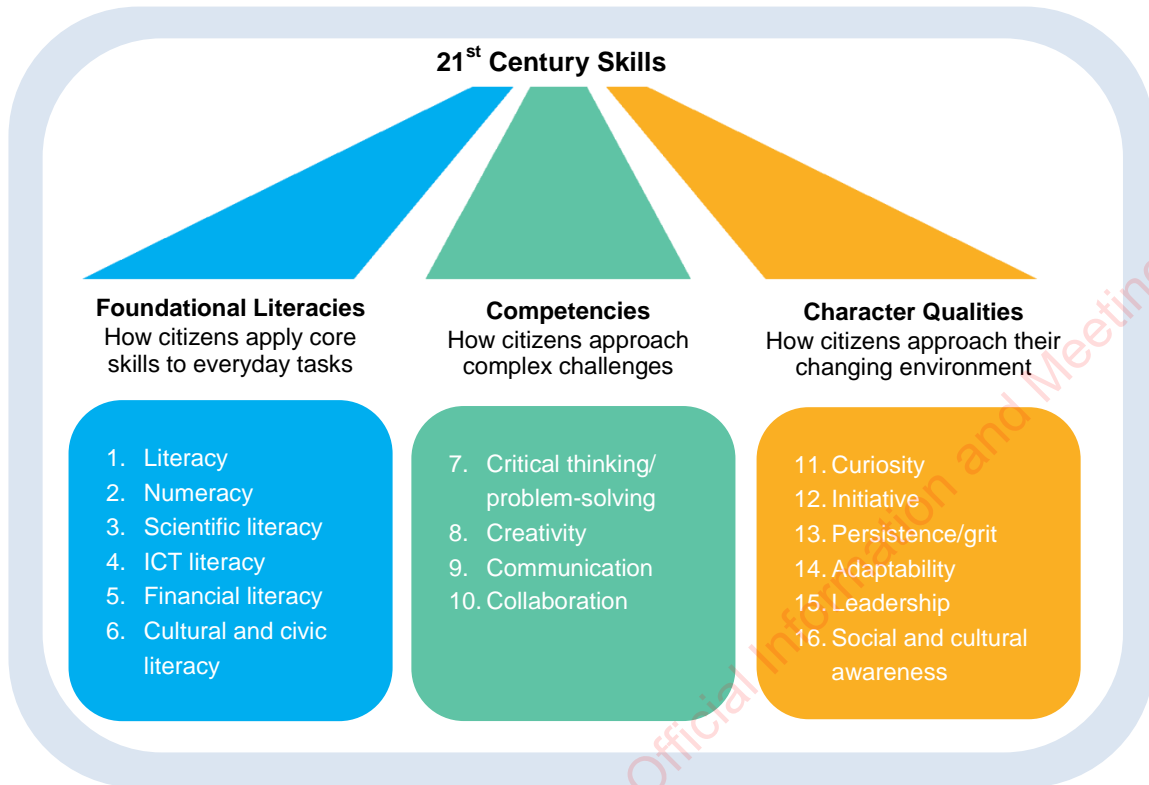 21st Century Skills
Foundational Literacies
How citizens apply core
skills to everyday tasks
Competencies
How citizens approach
complex challenges
Character Qualities
How citizens approach their
changing environment
1. Literacy
2. Numeracy
3. Scientific literacy
4. ICT literacy
5. Financial literacy
6. Cultural and civic
literacy
7. Critical thinking/
problem-solving
8. Creativity
9. Communication
10. Collaboration
11. Curiosity
12. Initiative
13. Persistence/grit
14. Adaptability
15. Leadership
16. Social and cultural
awareness
Official Information and Meeting